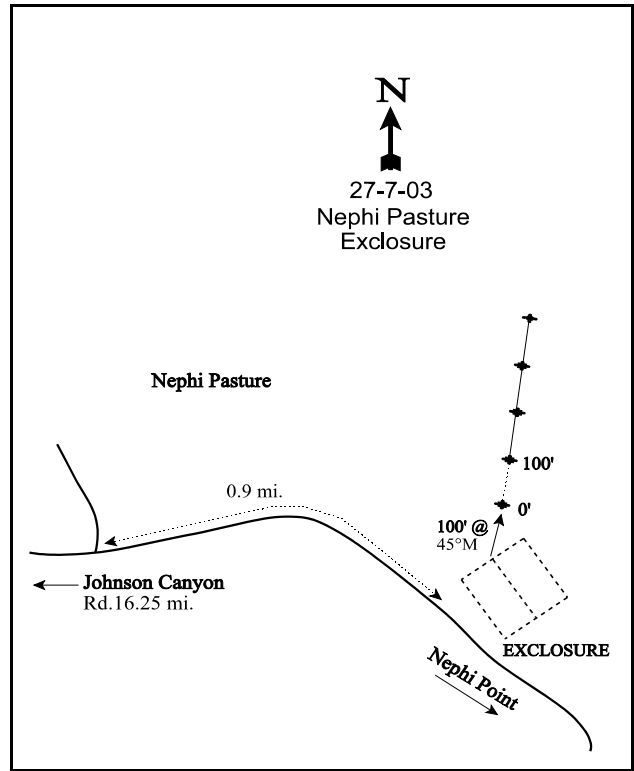 N
27-7-03
Nephi Pasture
Exclosure
Nephi Pasture
100'
0.9 mi.
0'
100' @
45°M
Johnson Canyon
Rd.16.25 mi.
EXCLOSURE
Nephi Point